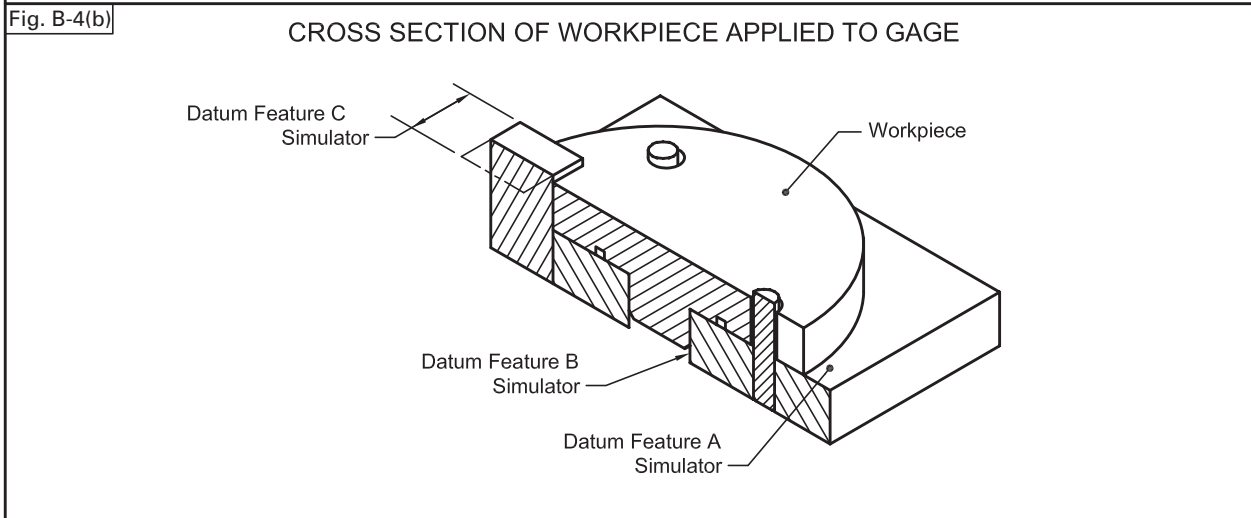 Fig. B-4(b)
CROSS SECTION OF WORKPIECE APPLIED TO GAGE
Datum Feature C
Simulator
Workpiece
Datum Feature B
Simulator
Datum Feature A
Simulator